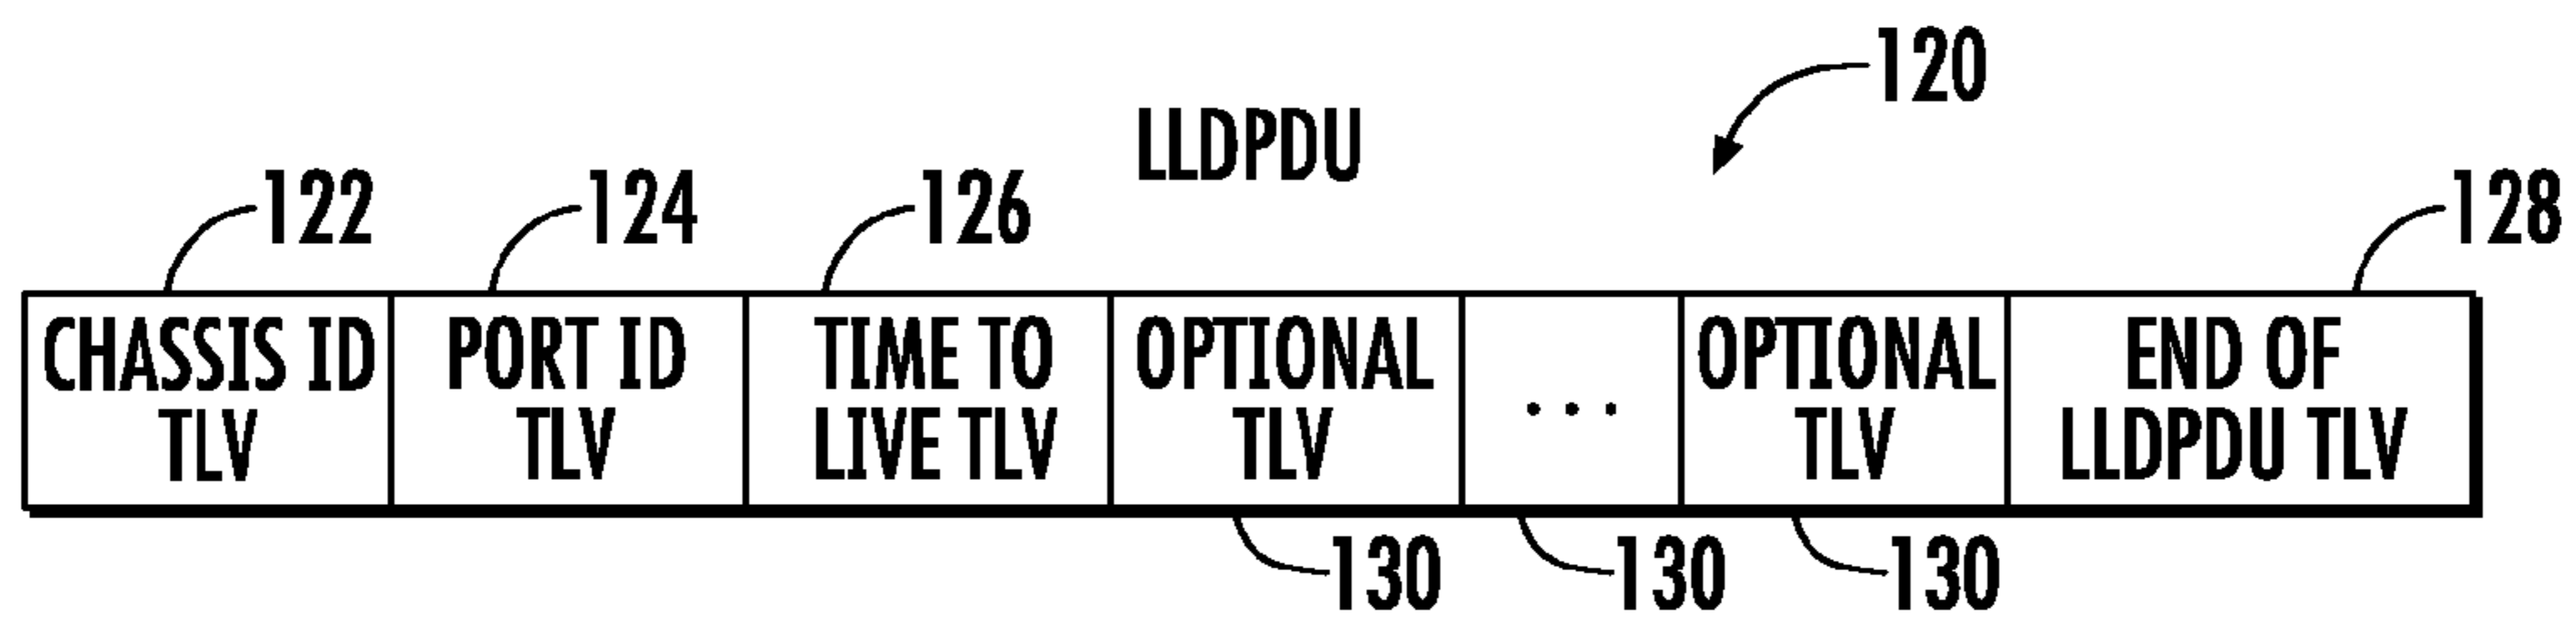 120
LLDPDU
122
124
126
128
CHASSIS ID
TLV
PORT ID
TLV
TIME TO
LIVE TLV
OPTIONAL
TLV
...
OPTIONAL
TLV
END OF
LLDPDU TLV
130
130
130